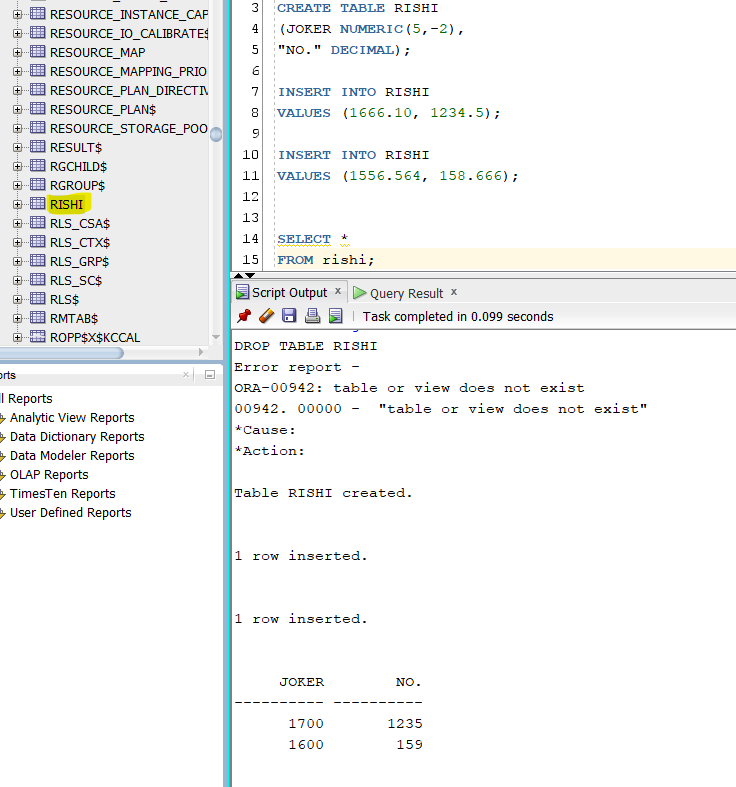 RESOURCE_INSTANCE_CAP
RESOURCE_IO_CALIBRATE$
RESOURCE_MAP
RESOURCE_MAPPING_PRIO
RESOURCE_PLAN_DIRECTIV
RESOURCE_PLAN$
RESOURCE_STORAGE_POO
RESULT$
RGCHILD$
RGROUP$
RISHI
RLS_CSA$
RLS_CTX$
RLS_GRP$
RLS_SC$
RLS$
RMTAB$
ROPP$X$KCCAL
orts
ll Reports
Analytic View Reports
Data Dictionary Reports
Data Modeler Reports
OLAP Reports
TimesTen Reports
User Defined Reports
3 CREATE TABLE RISHI
4 (JOKER NUMERIC(5,-2),
5 "NO." DECIMAL);
6
7 INSERT INTO RISHI
8 VALUES (1666.10, 1234.5);
9
10 INSERT INTO RISHI
11 VALUES (1556.564, 158.666);
12
13
14 SELECT *
15 FROM rishi;
Script Output x Query Result x
Task completed in 0.099 seconds
DROP TABLE RISHI
Error report -
ORA-00942: table or view does not exist
00942. 00000 - "table or view does not exist"
*Cause:
*Action:
Table RISHI created.
1 row inserted.
1 row inserted.
JOKER NO.
---------- ----------
1700 1235
1600 159